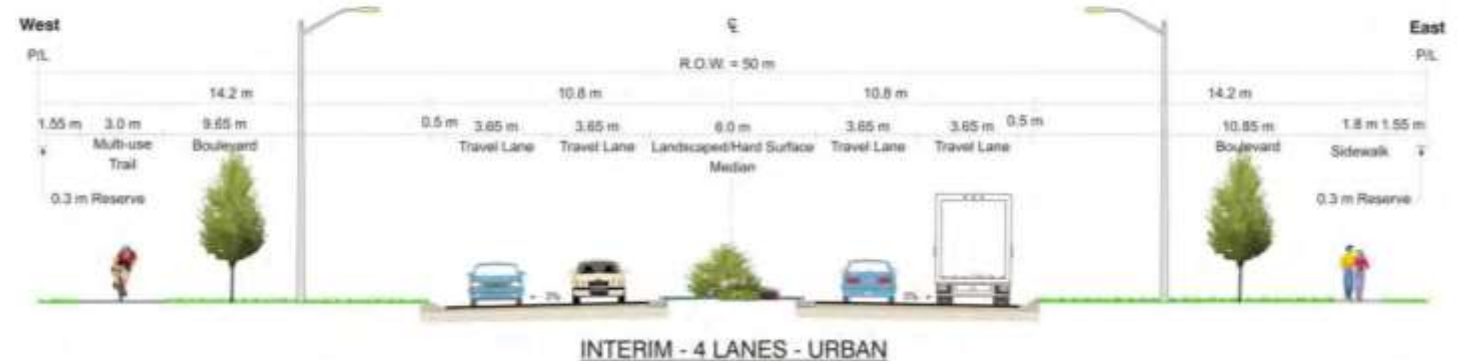 West
East
P/L
P/L
℄
R.O.W. = 50 m
14.2 m
10.8 m
10.8 m
14.2 m
1.55 m 3.0 m 9.65 m 0.5 m 3.65 m 3.65 m 6.0 m 3.65 m 3.65 m 0.5 m 10.85 m 1.8 m 1.55 m
Multi-use Boulevard Travel Lane Travel Lane Landscaped/Hard Surface Travel Lane Travel Lane Boulevard Sidewalk
Trail Median
0.3 m Reserve
0.3 m Reserve
INTERIM - 4 LANES - URBAN